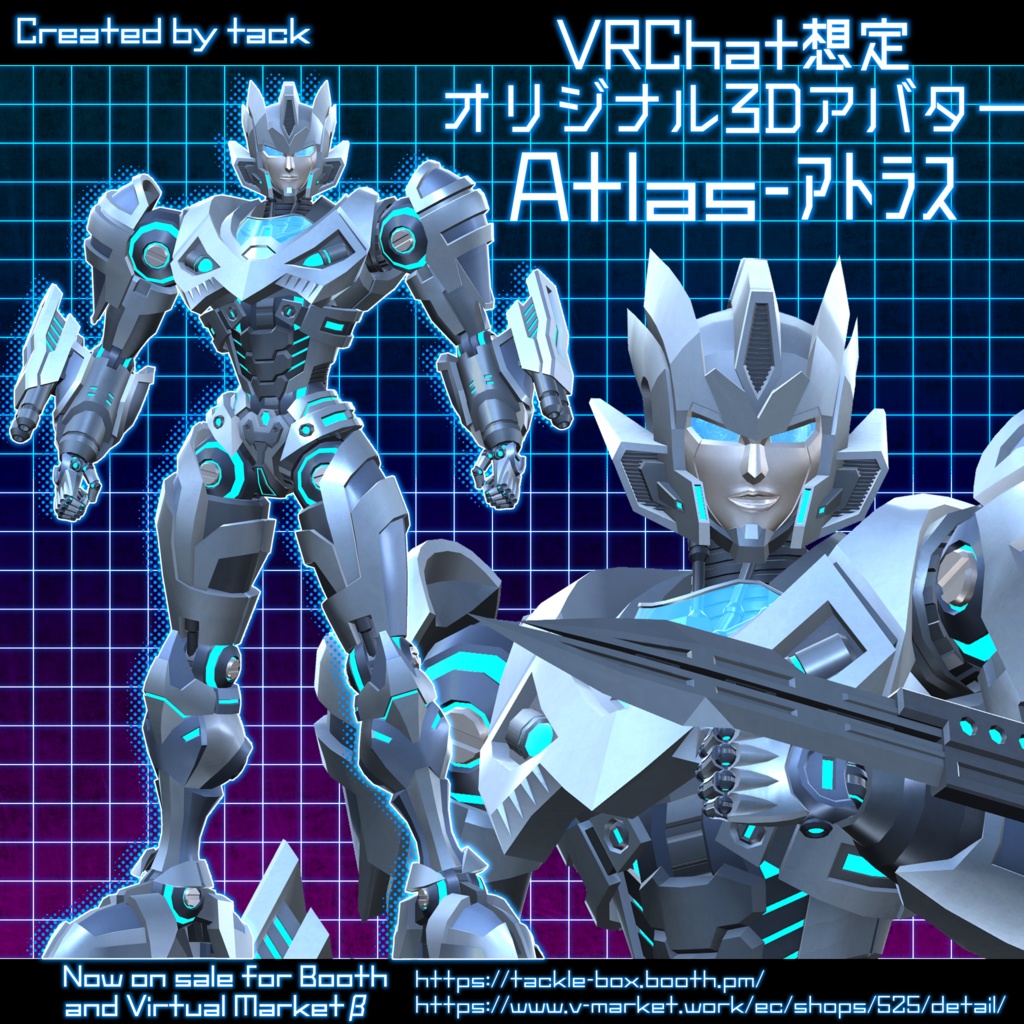 Created by tack
VRChat想定
オリジナル3Dアバター
Atlas-アトラス
Now on sale for Booth
and Virtual Market β
https://tackle-box.booth.pm/
https://www.v-market.work/ec/shops/525/detail/